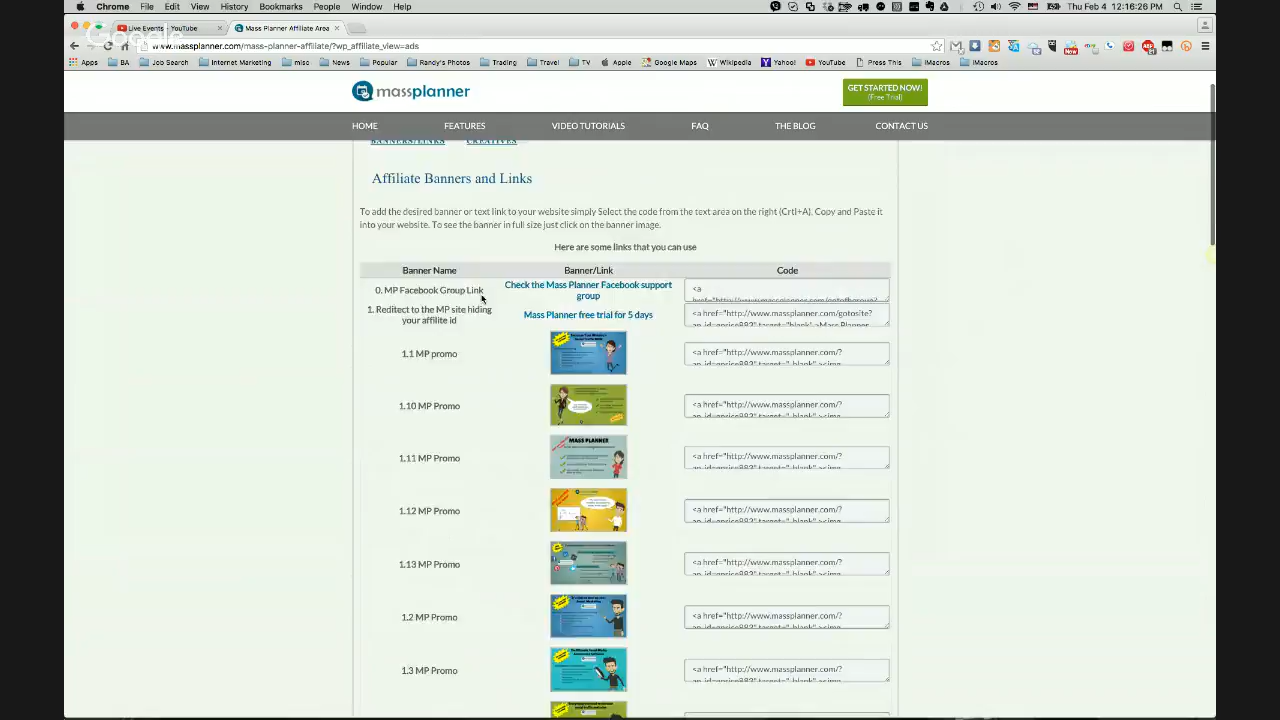 Chrome File Edit View History Bookmarks People Window Help Thu Feb 4 12:16:26 PM
Live Events - YouTube Mass Planner Affiliate Area
Google
www.massplanner.com/mass-planner-affiliate/?wp_affiliate_view=ads
Apps BA Job Search Internet Marketing misc News Popular Randy's Photos Trading Travel TV Apple Google Maps Wikipedia Yahoo! YouTube Press This iMacros iMacros
massplanner
GET STARTED NOW!
(Free Trial)
HOME FEATURES VIDEO TUTORIALS FAQ THE BLOG CONTACT US
BANNERS/LINKS CREATIVES
Affiliate Banners and Links
To add the desired banner or text link to your website simply Select the code from the text area on the right (Crtl+A), Copy and Paste it
into your website. To see the banner in full size just click on the banner image.
Here are some links that you can use
Banner Name Banner/Link Code
0. MP Facebook Group Link
Check the Mass Planner Facebook support
group
<a
href="http://www.massplanner.com/gotofbgroup?
1. Reditect to the MP site hiding
your affilite id
Mass Planner free trial for 5 days
<a href="http://www.massplanner.com/gotosite?
1.1 MP promo
<a href="http://www.massplanner.com/?
1.10 MP Promo
<a href="http://www.massplanner.com/?
1.11 MP Promo
MASS PLANNER
<a href="http://www.massplanner.com/?
1.12 MP Promo
<a href="http://www.massplanner.com/?
1.13 MP Promo
<a href="http://www.massplanner.com/?
1.2 MP Promo
<a href="http://www.massplanner.com/?
1.3 MP Promo
<a href="http://www.massplanner.com/?